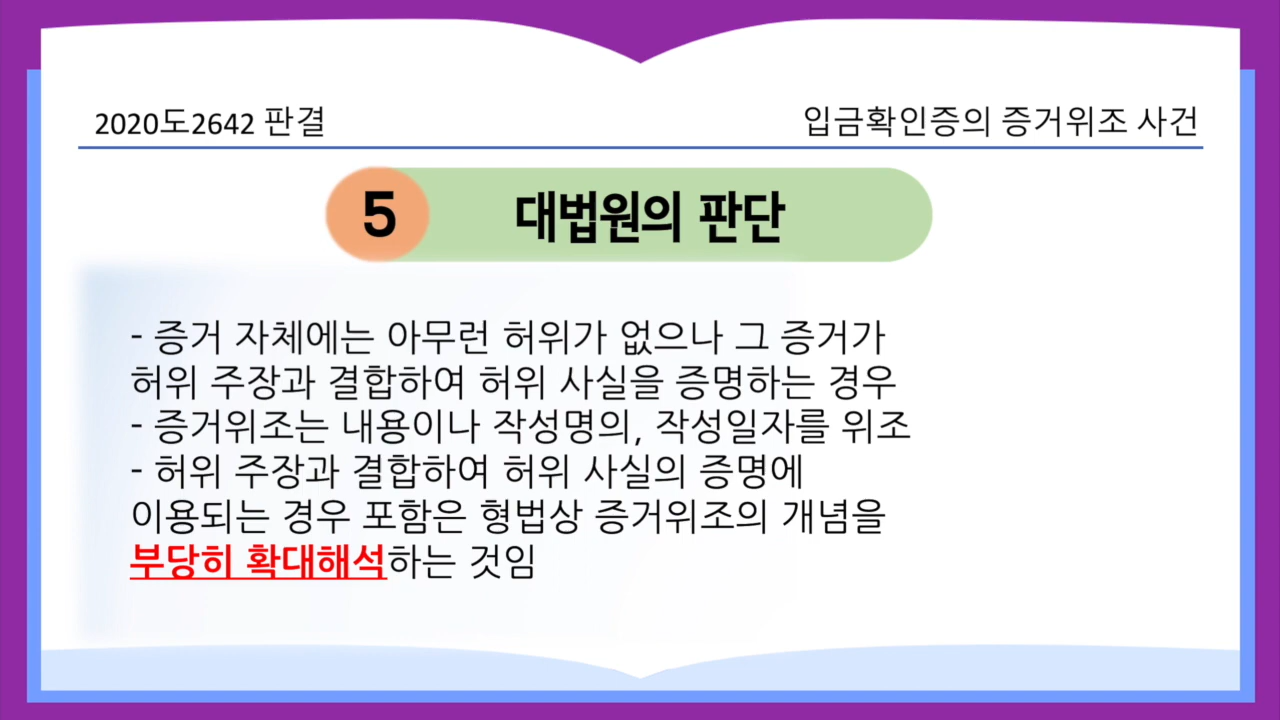 2020도2642 판결
입금확인증의 증거위조 사건
5
대법원의 판단
- 증거 자체에는 아무런 허위가 없으나 그 증거가
허위 주장과 결합하여 허위 사실을 증명하는 경우
- 증거위조는 내용이나 작성명의, 작성일자를 위조
- 허위 주장과 결합하여 허위 사실의 증명에
이용되는 경우 포함은 형법상 증거위조의 개념을
부당히 확대해석하는 것임